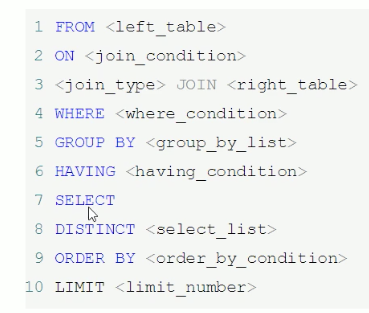 1 FROM <left_table>
2 ON <join_condition>
3 <join_type> JOIN <right_table>
4 WHERE <where_condition>
5 GROUP BY <group_by_list>
6 HAVING <having_condition>
7 SELECT
8 DISTINCT <select_list>
9 ORDER BY <order_by_condition>
10 LIMIT <limit_number>